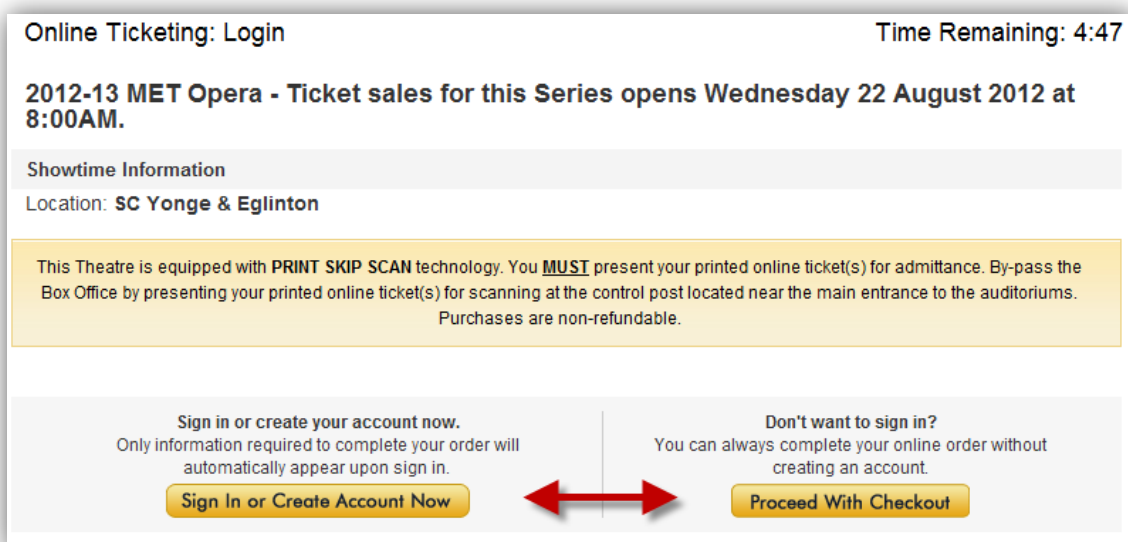 Online Ticketing: Login
Time Remaining: 4:47
2012-13 MET Opera - Ticket sales for this Series opens Wednesday 22 August 2012 at
8:00AM.
Showtime Information
Location: SC Yonge & Eglinton
This Theatre is equipped with PRINT SKIP SCAN technology. You MUST present your printed online ticket(s) for admittance. By-pass the
Box Office by presenting your printed online ticket(s) for scanning at the control post located near the main entrance to the auditoriums.
Purchases are non-refundable.
Sign in or create your account now.
Only information required to complete your order will
automatically appear upon sign in.
Sign In or Create Account Now
Don't want to sign in?
You can always complete your online order without
creating an account.
Proceed With Checkout